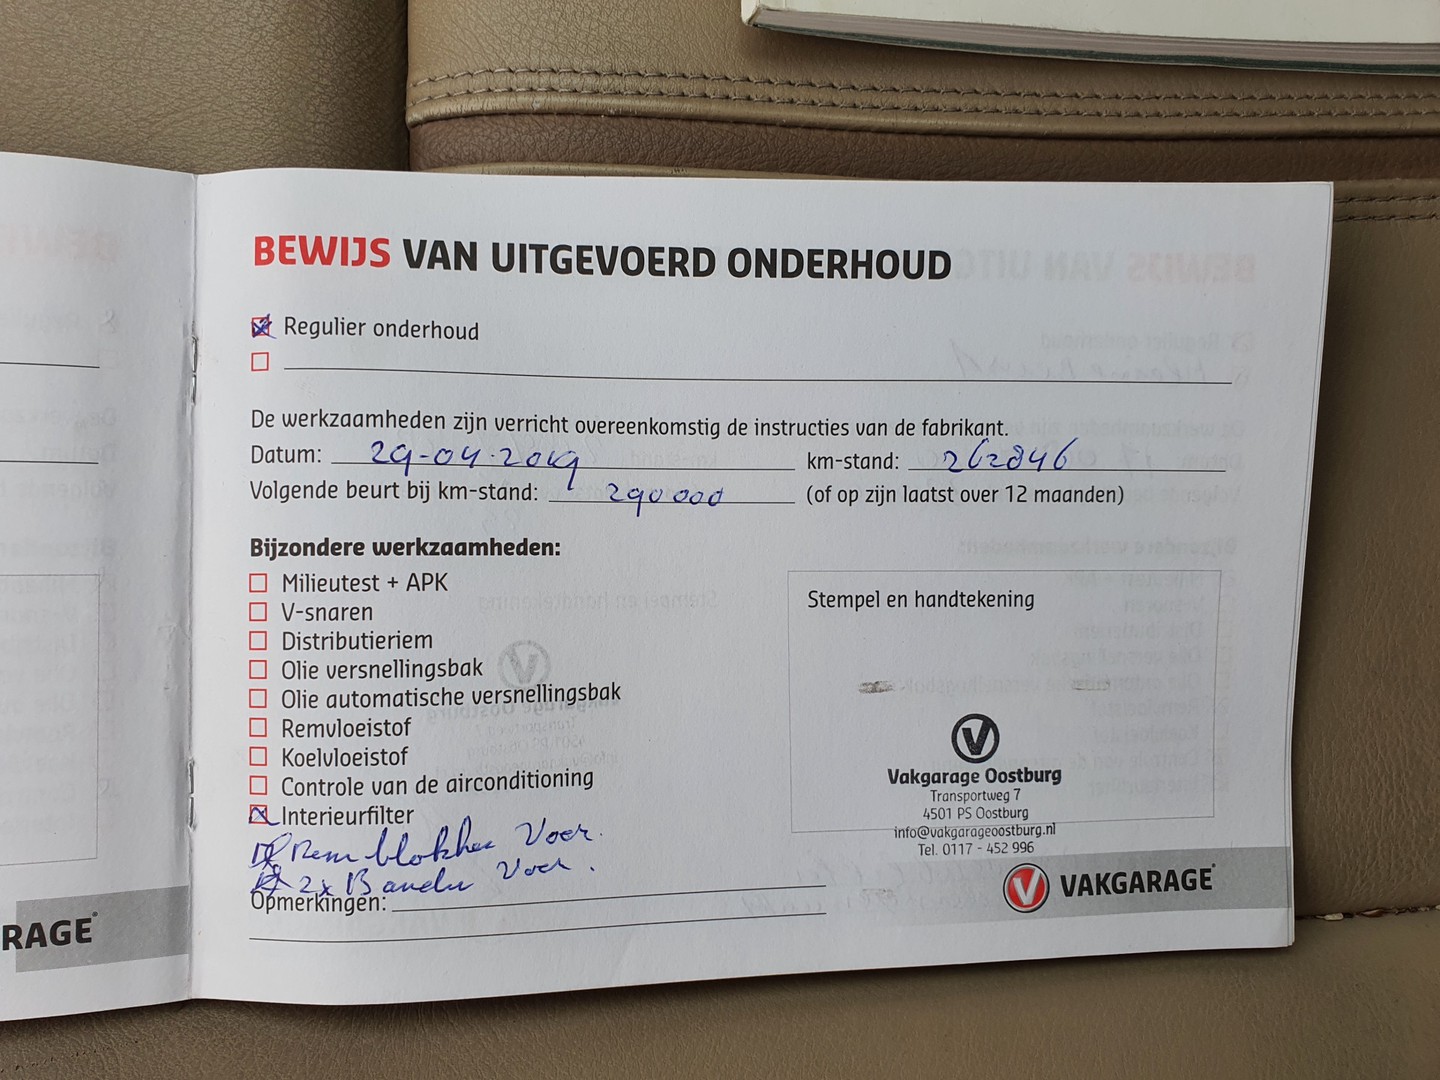 BEWIJS VAN UITGEVOERD ONDERHOUD
Regulier onderhoud
De werkzaamheden zijn verricht overeenkomstig de instructies van de fabrikant.
Datum: 29-04-2019 km-stand: 262846
Volgende beurt bij km-stand: 290000 (of op zijn laatst over 12 maanden)
Bijzondere werkzaamheden:
Milieutest + APK
V-snaren
Distributieriem
Olie versnellingsbak
Olie automatische versnellingsbak
Remvloeistof
Koelvloeistof
Controle van de airconditioning
Interieurfilter
Rem blokken Voor.
2x Banden Voor.
Opmerkingen:
Stempel en handtekening
Vakgarage Oostburg
Transportweg 7
4501 PS Oostburg
info@vakgarageoostburg.nl
Tel. 0117 - 452 996
VAKGARAGE
RAGE